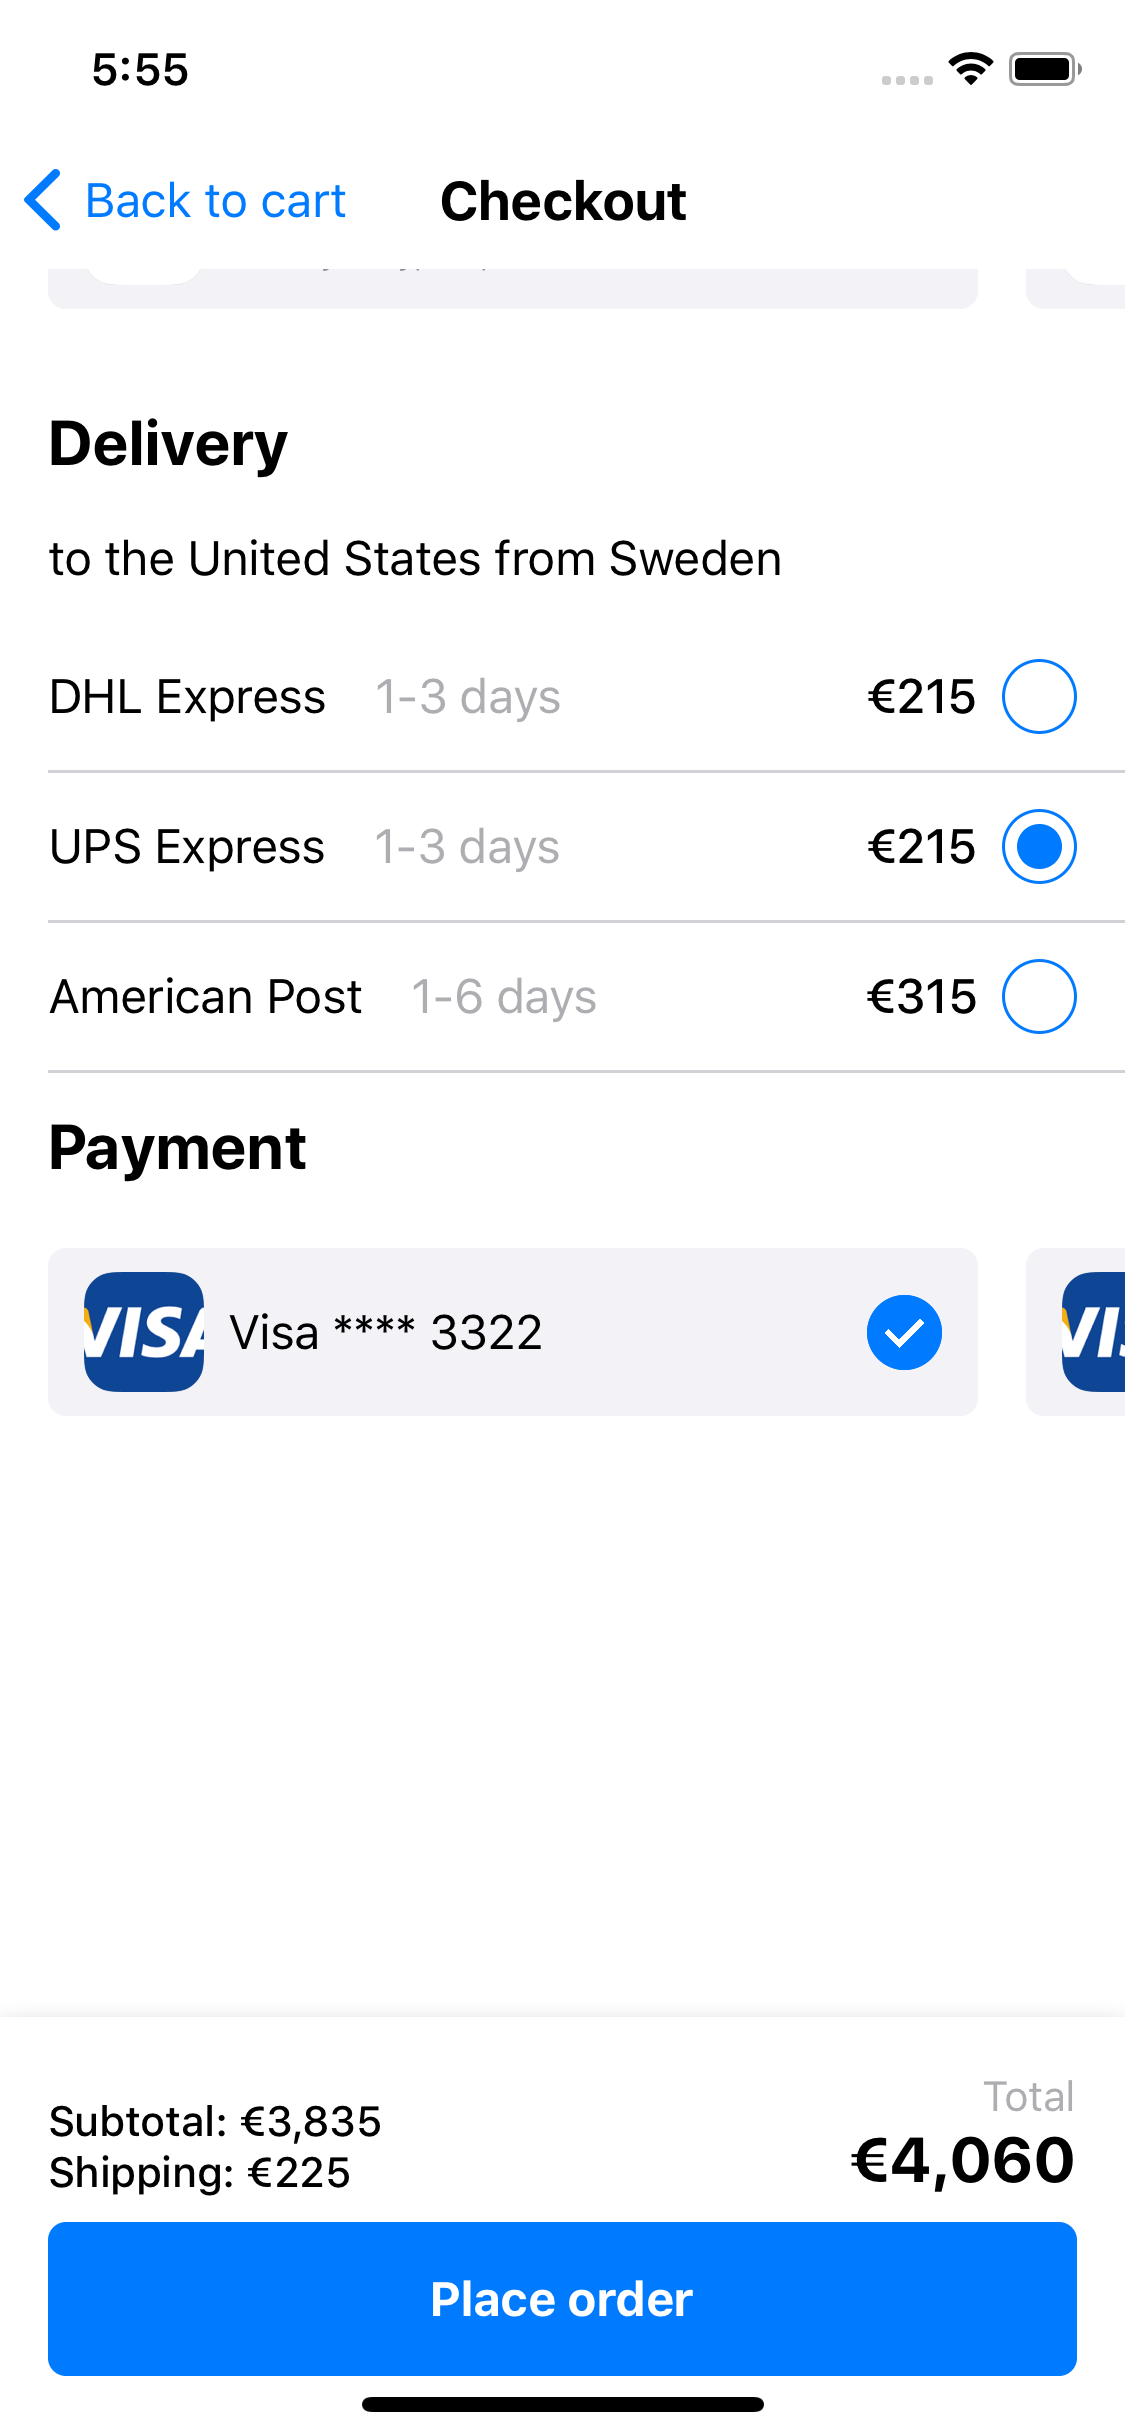 5:55
Back to cart
Checkout
Delivery
to the United States from Sweden
DHL Express 1-3 days €215
UPS Express 1-3 days €215
American Post 1-6 days €315
Payment
VISA Visa **** 3322
Total
Subtotal: €3,835
Shipping: €225
€4,060
Place order